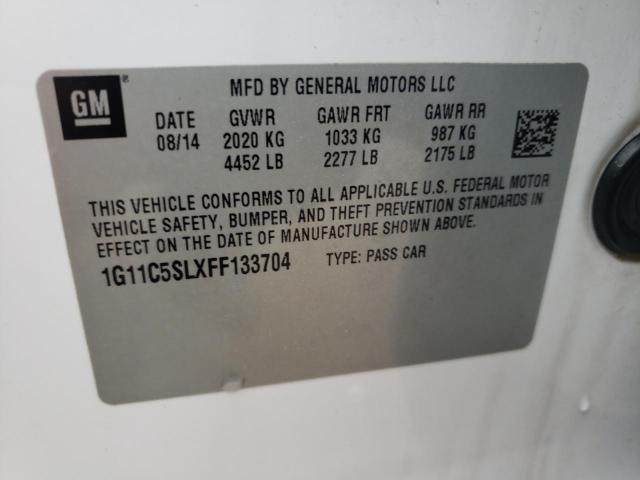 GM ® MFD BY GENERAL MOTORS LLC
DATE GVWR GAWR FRT GAWR RR
08/14 2020 KG 1033 KG 987 KG
4452 LB 2277 LB 2175 LB
THIS VEHICLE CONFORMS TO ALL APPLICABLE U.S. FEDERAL MOTOR
VEHICLE SAFETY, BUMPER, AND THEFT PREVENTION STANDARDS IN
EFFECT ON THE DATE OF MANUFACTURE SHOWN ABOVE.
1G11C5SLXFF133704 TYPE: PASS CAR